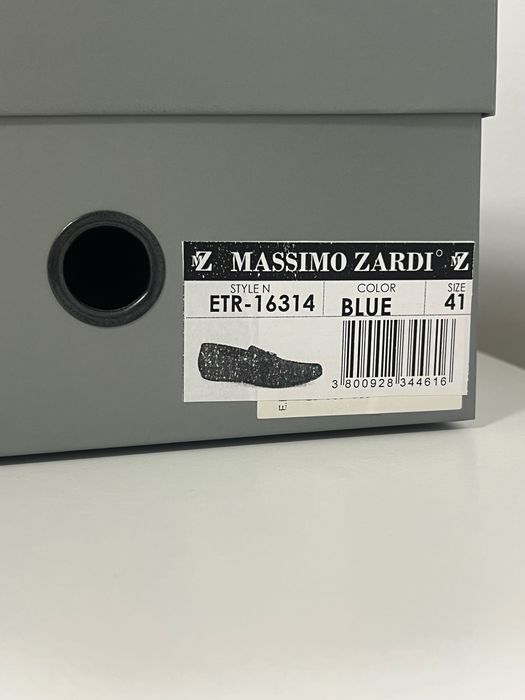 MZ MASSIMO ZARDI° MZ
STYLE N COLOR SIZE
ETR-16314 BLUE 41
3 800928 344616